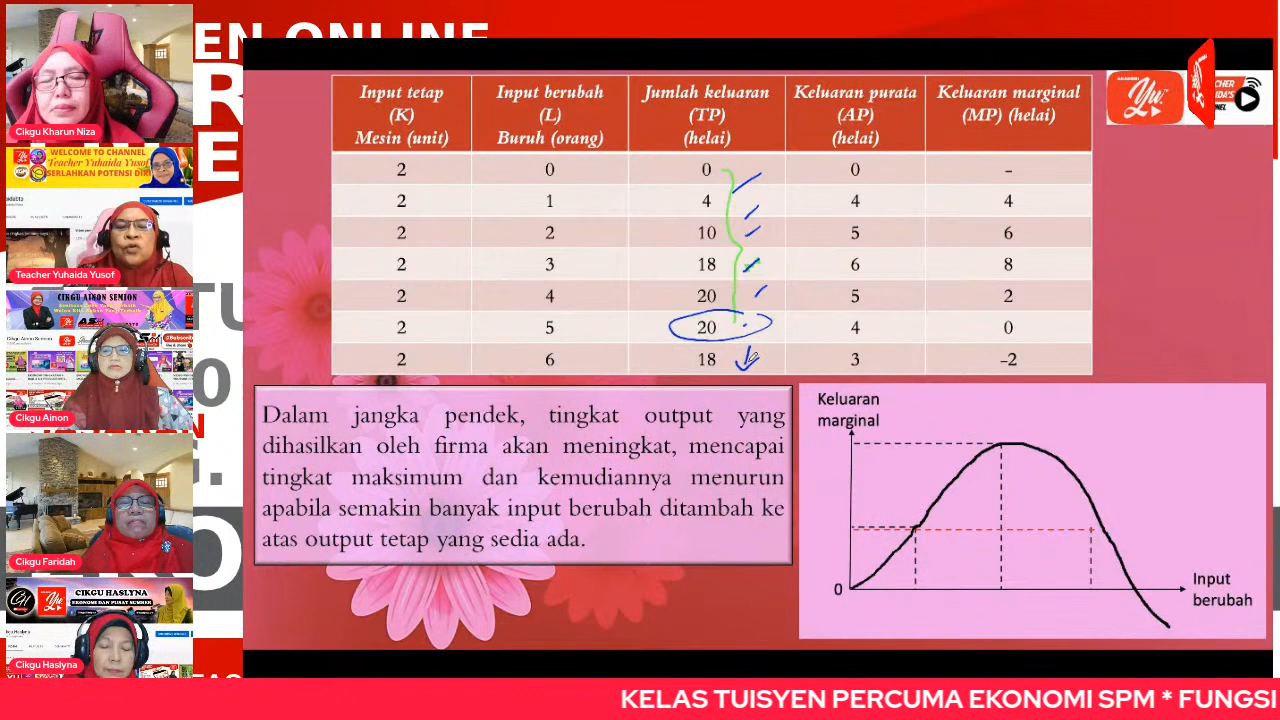 EN ONLINE
Cikgu Kharun Niza
WELCOME TO CHANNEL
Teacher Yuhaida Yusof
SERLAHKAN POTENSI DIRI
Teacher Yuhaida Yusof
CIKGU AINON SEMION
Cikgu Ainon
Cikgu Faridah
CIKGU HASLYNA
EKONOMI DAN PUSAT SUMBER
Cikgu Haslyna
Input tetap
(K)
Mesin (unit)
Input berubah
(L)
Buruh (orang)
Jumlah keluaran
(TP)
(helai)
Keluaran purata
(AP)
(helai)
Keluaran marginal
(MP) (helai)
2 0 0 0 –
2 1 4 4 4
2 2 10 5 6
2 3 18 6 8
2 4 20 5 2
2 5 20 4 0
2 6 18 3 –2
Dalam jangka pendek, tingkat output yang
dihasilkan oleh firma akan meningkat, mencapai
tingkat maksimum dan kemudiannya menurun
apabila semakin banyak input berubah ditambah ke
atas output tetap yang sedia ada.
Keluaran
marginal
0
Input
berubah
KELAS TUISYEN PERCUMA EKONOMI SPM * FUNGSI